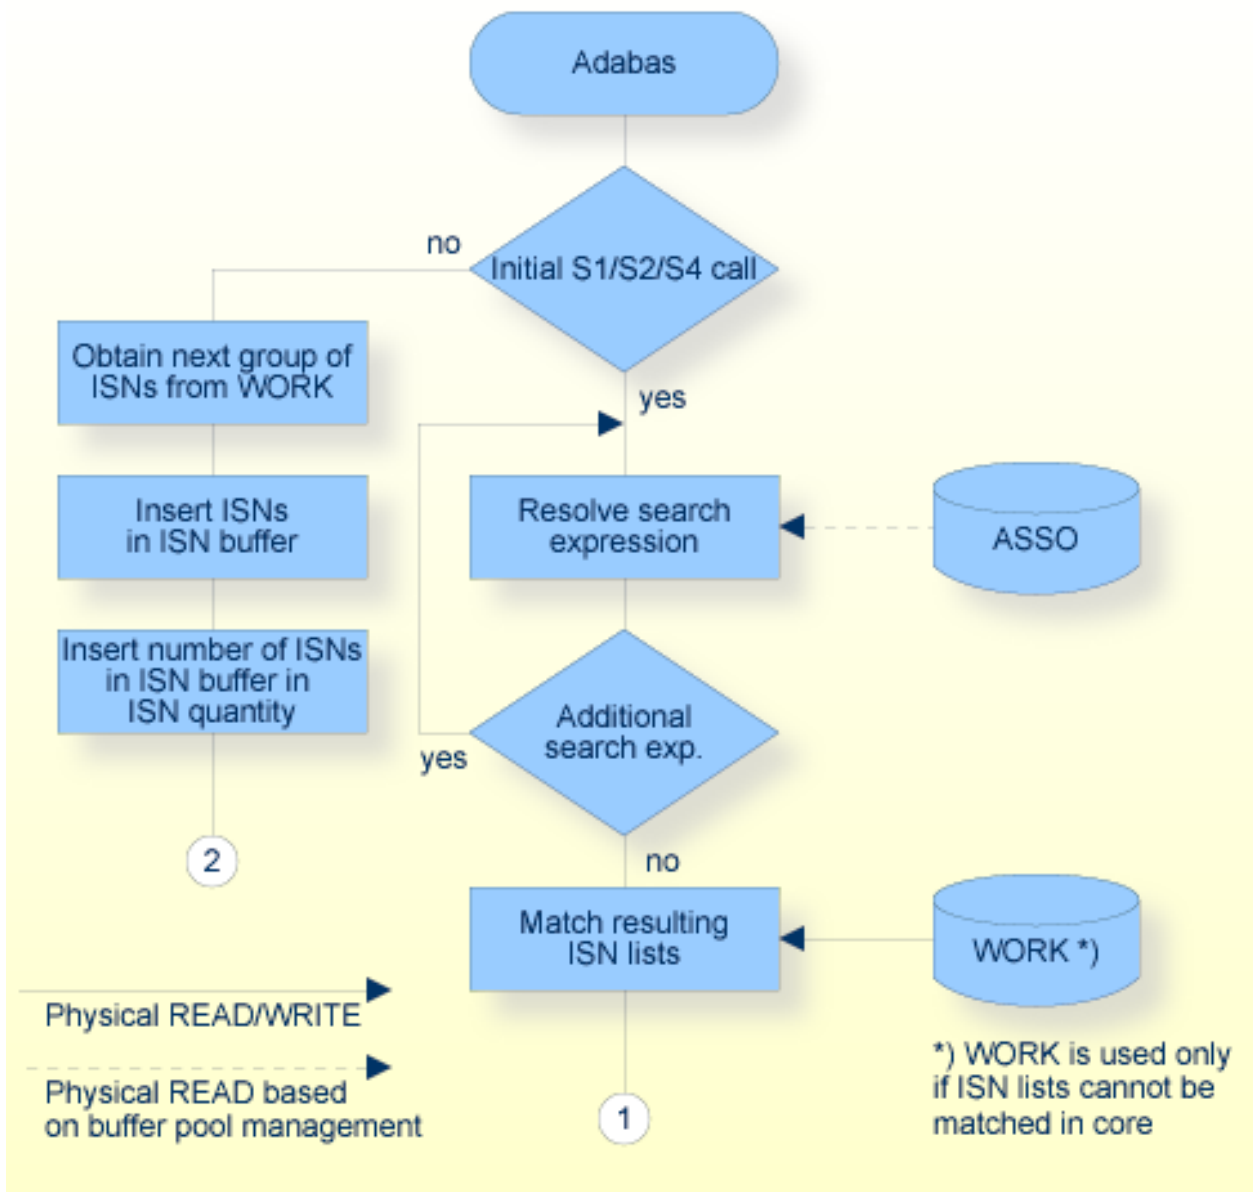 Adabas
no
Initial S1/S2/S4 call
Obtain next group of
ISNs from WORK
yes
Insert ISNs
in ISN buffer
Resolve search
expression
ASSO
Insert number of ISNs
in ISN buffer in
ISN quantity
Additional
search exp.
yes
2
no
Match resulting
ISN lists
WORK *)
Physical READ/WRITE
Physical READ based
on buffer pool management
1
*) WORK is used only
if ISN lists cannot be
matched in core